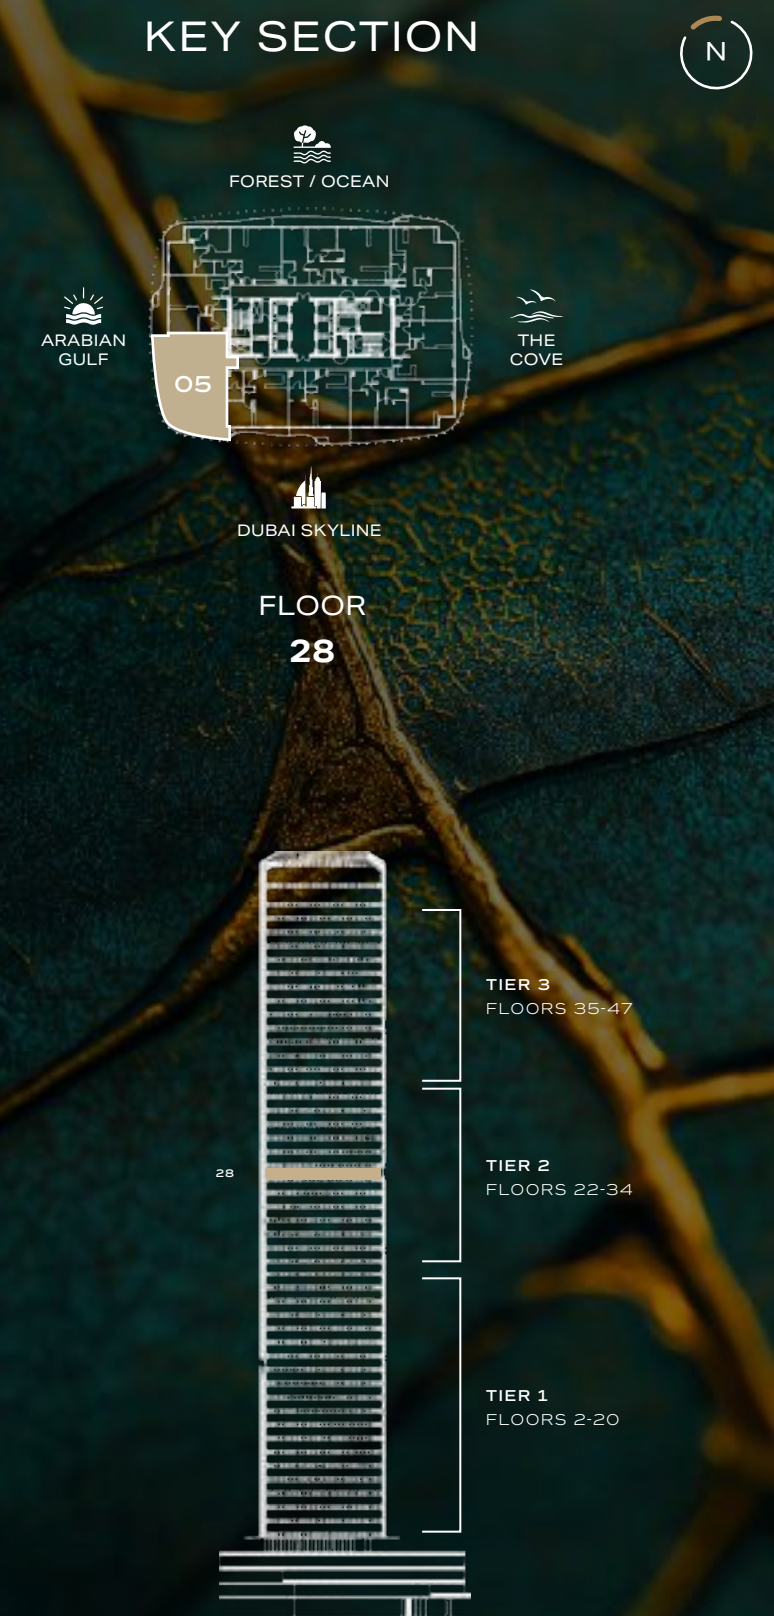 KEY SECTION
N
FOREST / OCEAN
ARABIAN
GULF
THE
COVE
05
DUBAI SKYLINE
FLOOR
28
TIER 3
FLOORS 35-47
TIER 2
28
FLOORS 22-34
TIER 1
FLOORS 2-20